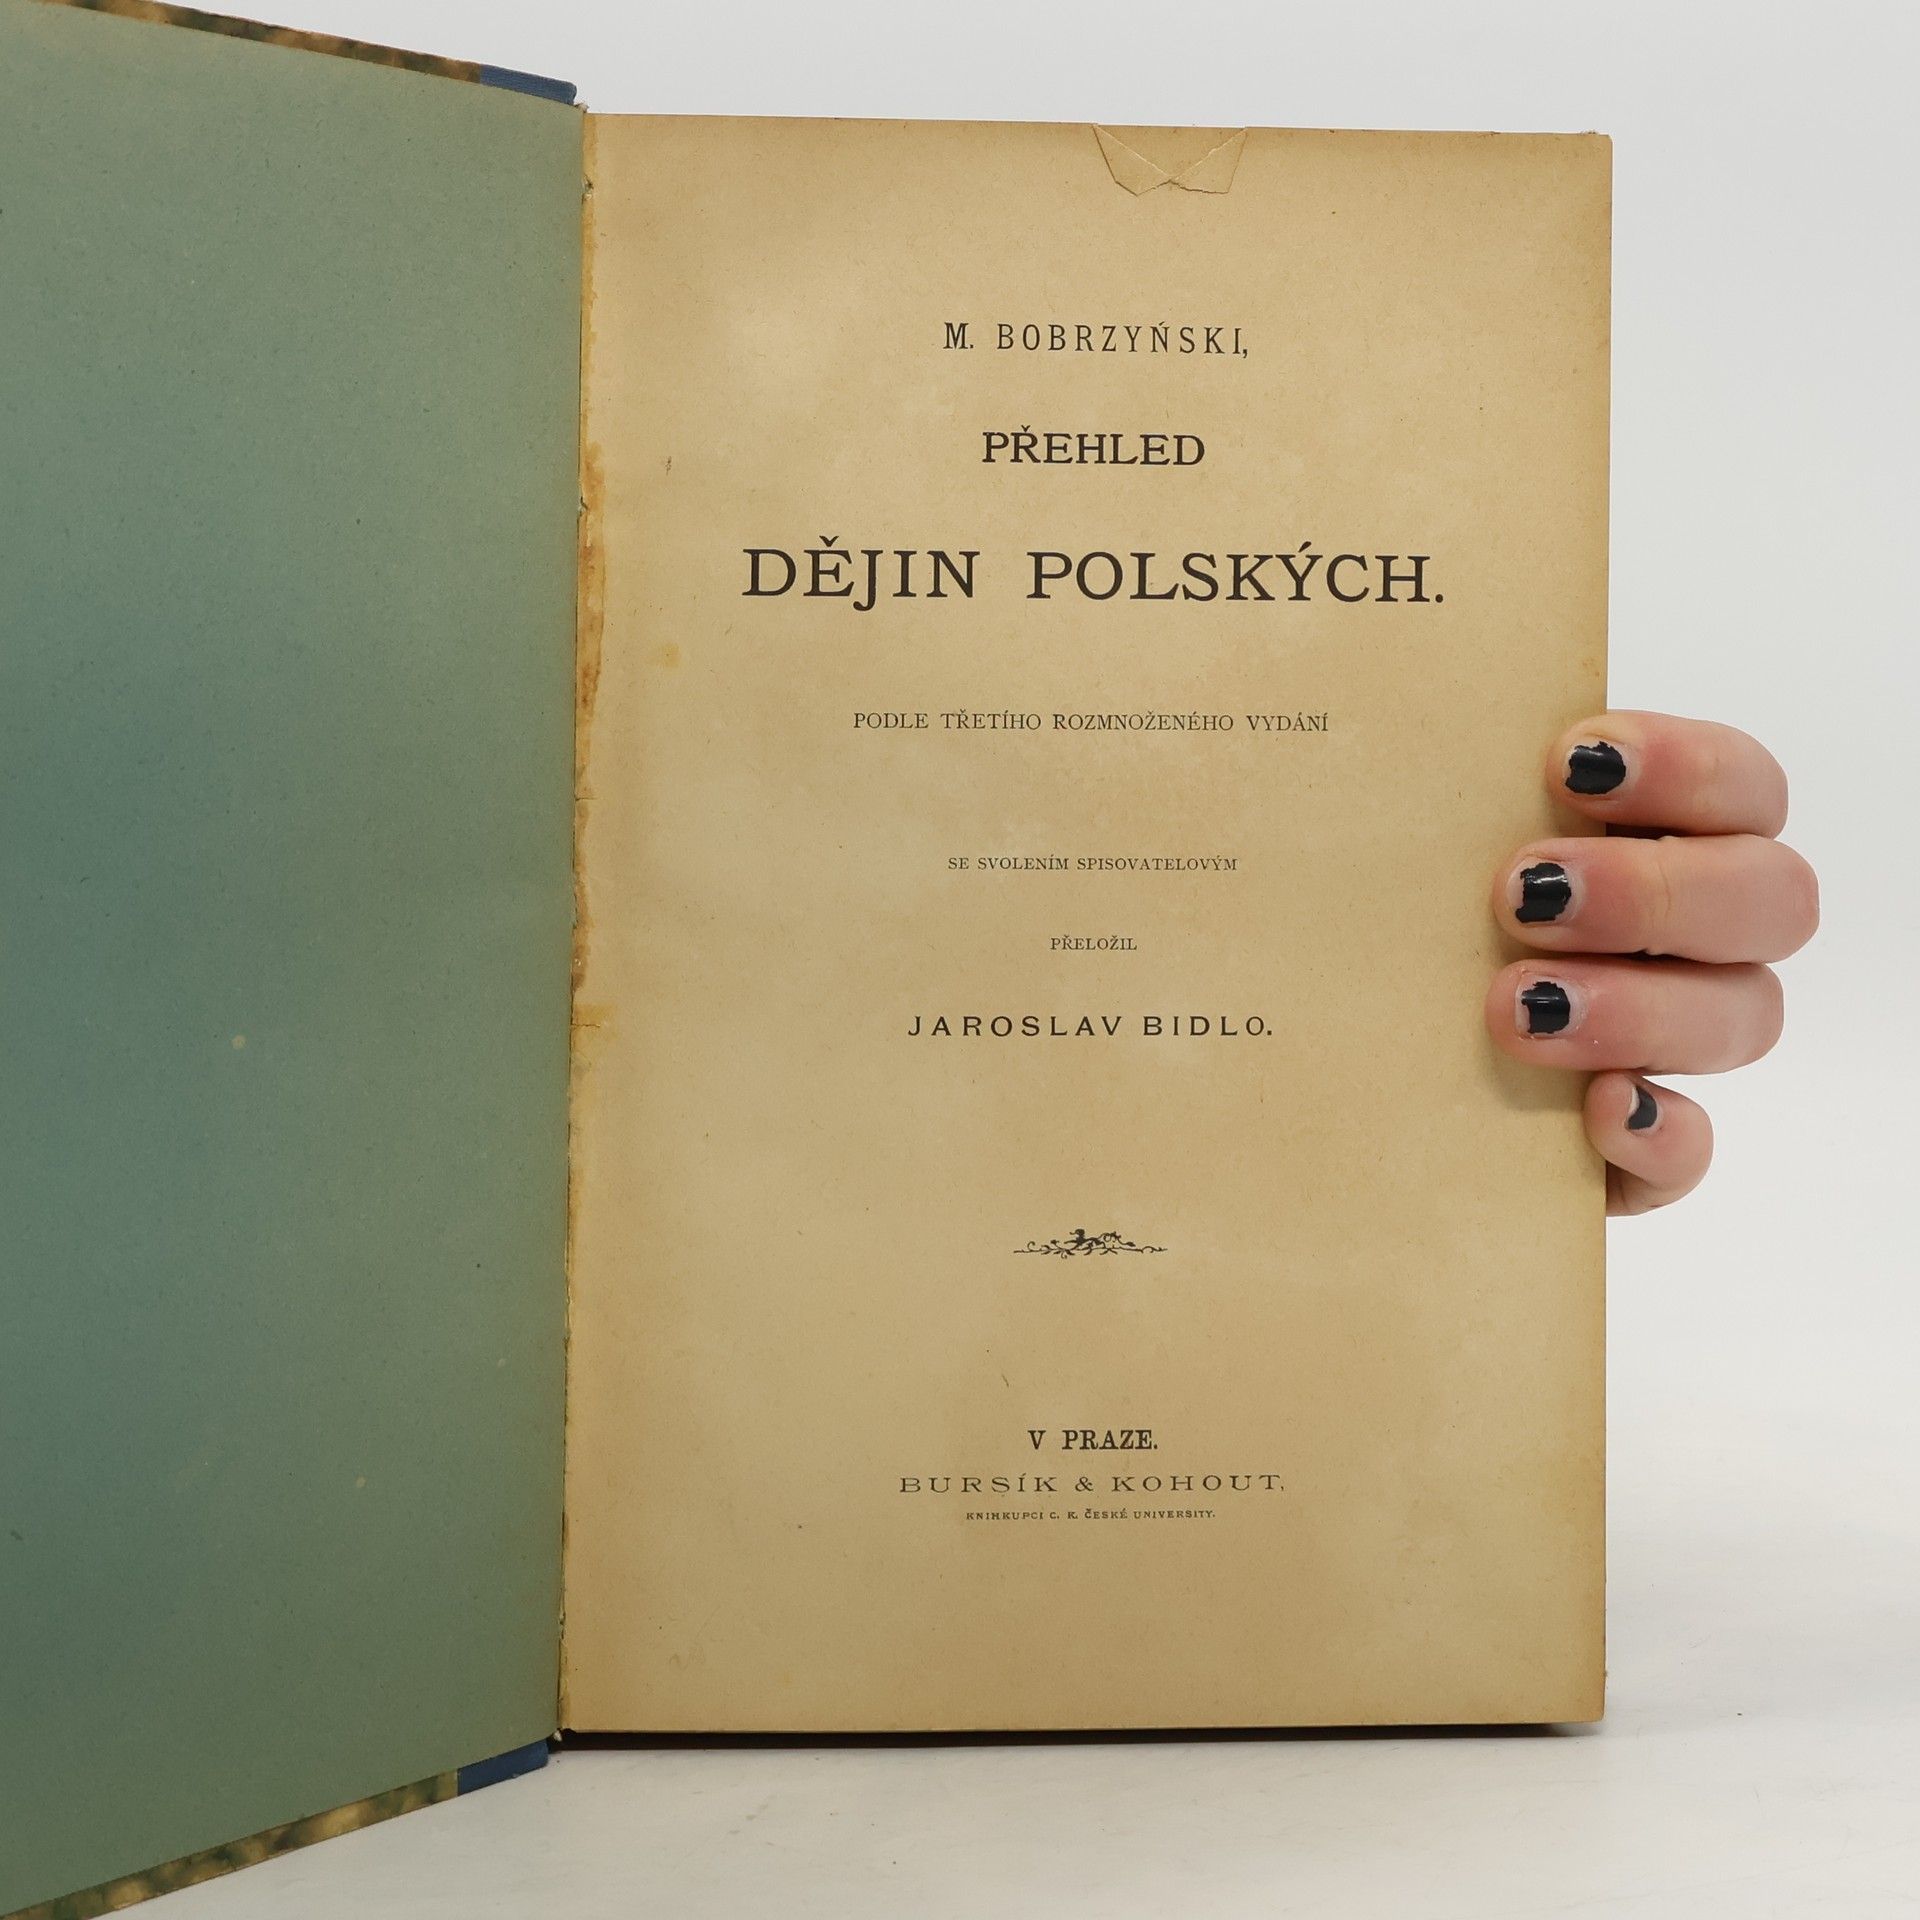 M. BOBRZYŃSKI,
PŘEHLED
DĚJIN POLSKÝCH.
PODLE TŘETÍHO ROZMNOŽENÉHO VYDÁNÍ
SE SVOLENÍM SPISOVATELOVÝM
PŘELOŽIL
JAROSLAV BIDLO.
V PRAZE.
BURSÍK & KOHOUT,
KNIHKUPCI C. K. ČESKÉ UNIVERSITY.